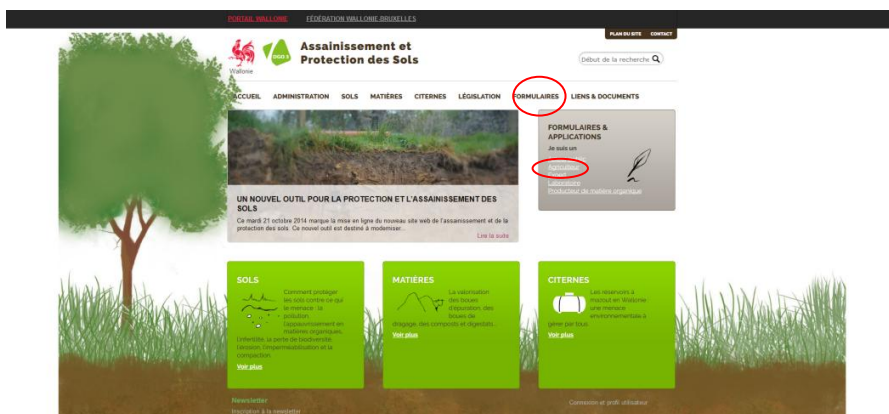 PORTAIL WALLONIE FÉDÉRATION WALLONIE-BRUXELLES
PLAN DU SITE CONTACT
Assainissement et
Protection des Sols
Wallonie
DGO 3
Début de la recherche
ACCUEIL ADMINISTRATION SOLS MATIÈRES CITERNES LÉGISLATION FORMULAIRES LIENS & DOCUMENTS
FORMULAIRES &
APPLICATIONS
Je suis un
Agriculteur
Expert
Laboratoire
Producteur de matière organique
UN NOUVEL OUTIL POUR LA PROTECTION ET L'ASSAINISSEMENT DES
SOLS
Ce mardi 21 octobre 2014 marque la mise en ligne du nouveau site web de l'assainissement et de la
protection des sols. Ce nouvel outil est destiné à moderniser...
Lire la suite
SOLS
Comment protéger
les sols contre ce qui
le menace : la
pollution,
l'appauvrissement en
matières organiques,
l'infertilité, la perte de biodiversité,
l'érosion, l'imperméabilisation et la
compaction.
Voir plus
MATIÈRES
La valorisation
des boues
d'épuration, des
boues de
dragage, des composts et digestats...
Voir plus
CITERNES
Les réservoirs à
mazout en Wallonie :
une menace
environnementale à
gérer par tous
Voir plus
Newsletter
Inscription à la newsletter
Connexion et profil utilisateur